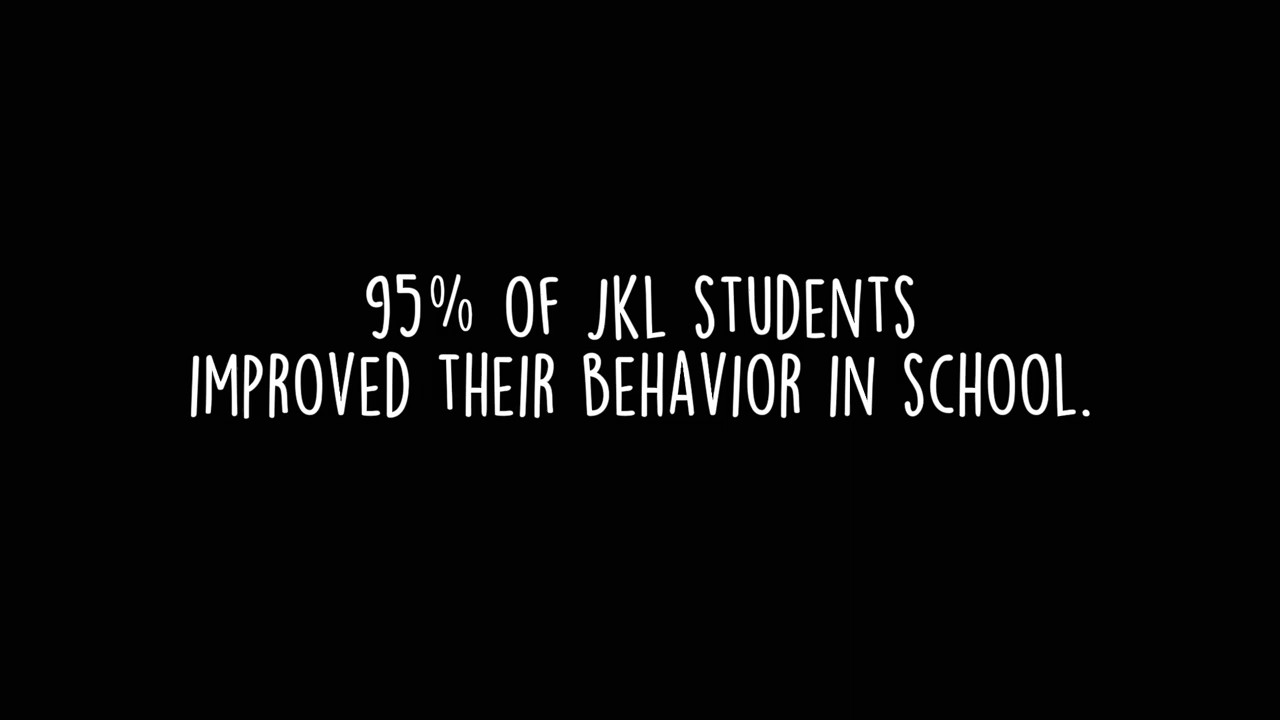 95% OF JKL STUDENTS
IMPROVED THEIR BEHAVIOR IN SCHOOL.